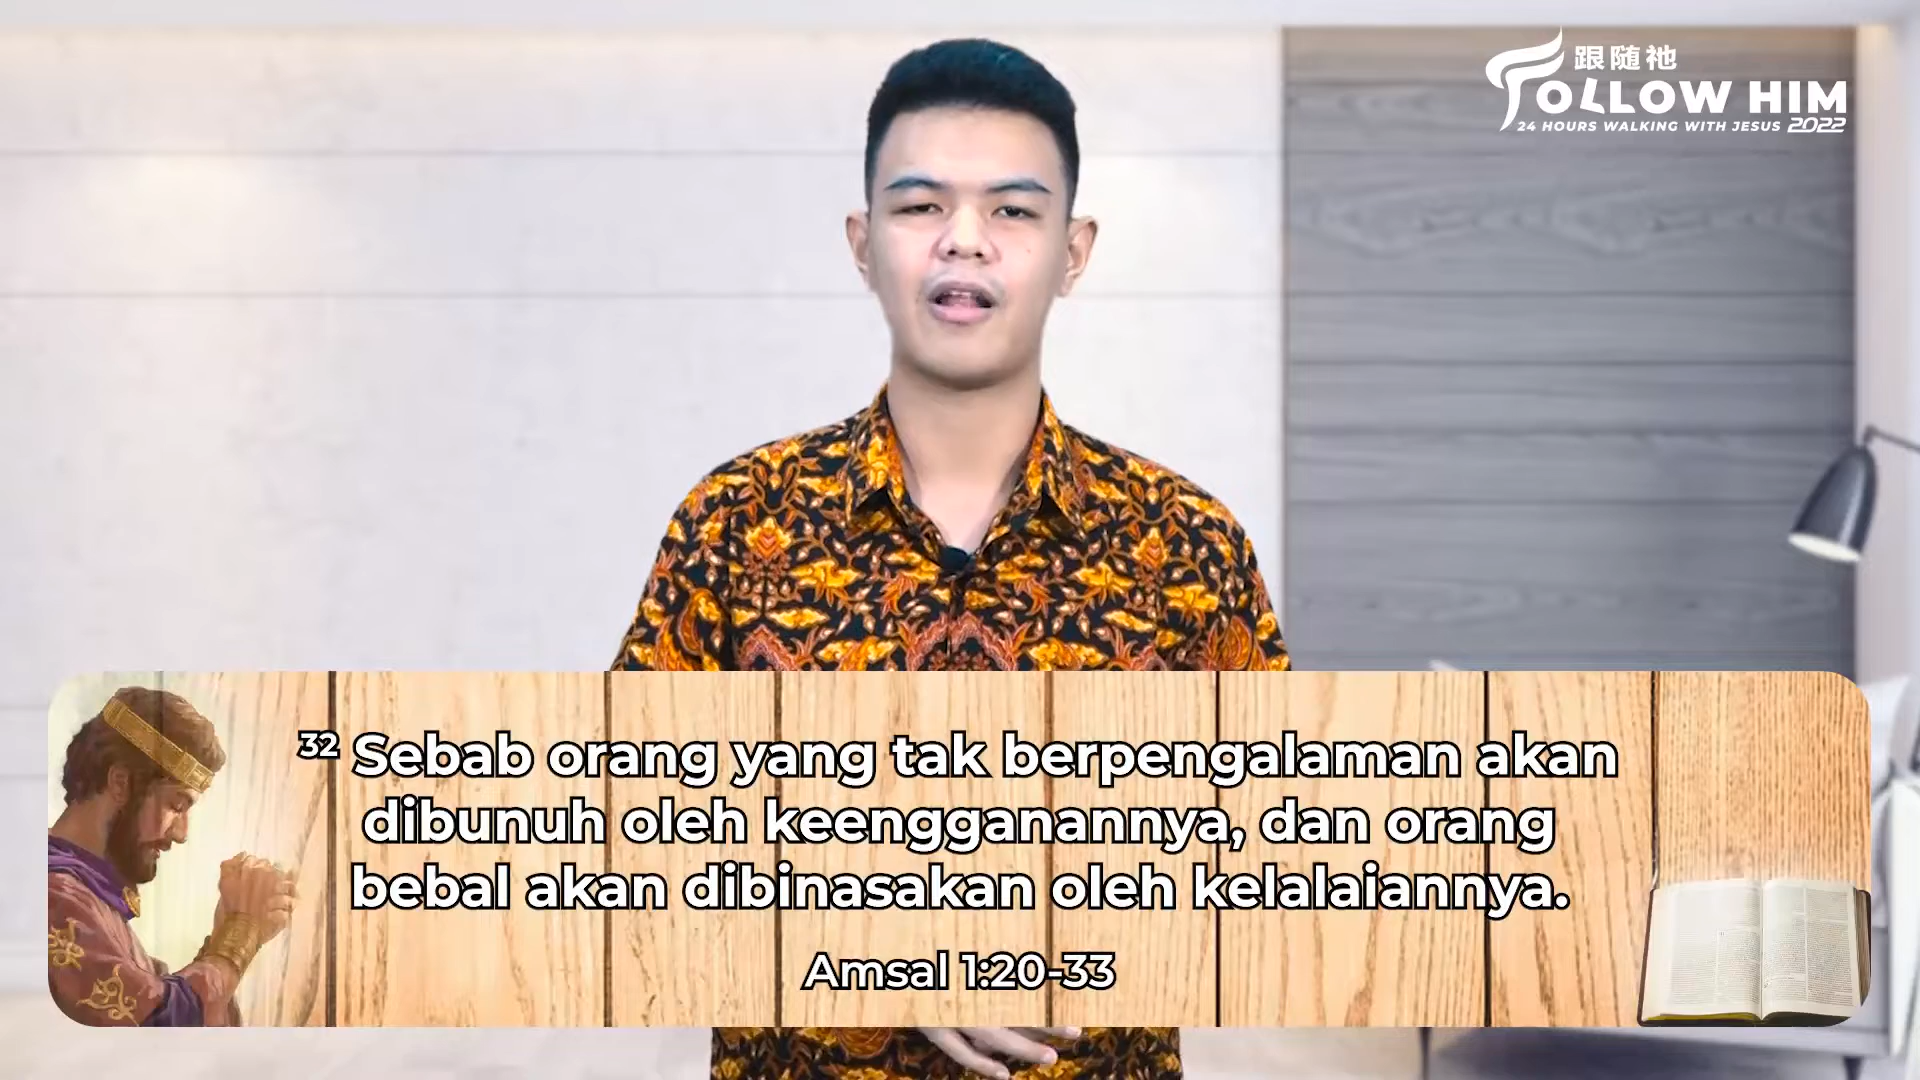 跟随祂
FOLLOW HIM
24 HOURS WALKING WITH JESUS 2022
32 Sebab orang yang tak berpengalaman akan
dibunuh oleh keengganannya, dan orang
bebal akan dibinasakan oleh kelalaiannya.
Amsal 1:20-33